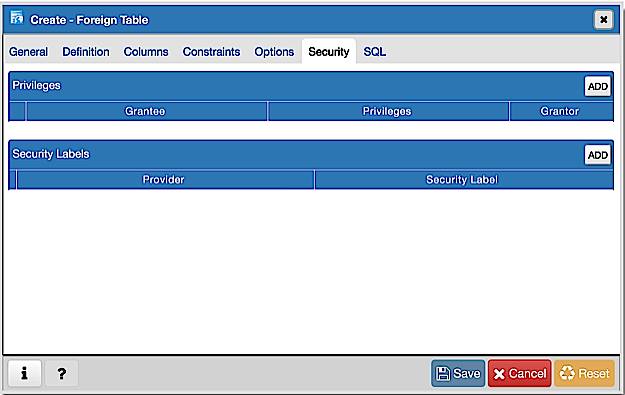 Create - Foreign Table
General Definition Columns Constraints Options Security SQL
Privileges ADD
Grantee Privileges Grantor
Security Labels ADD
Provider Security Label
i ? Save Cancel Reset